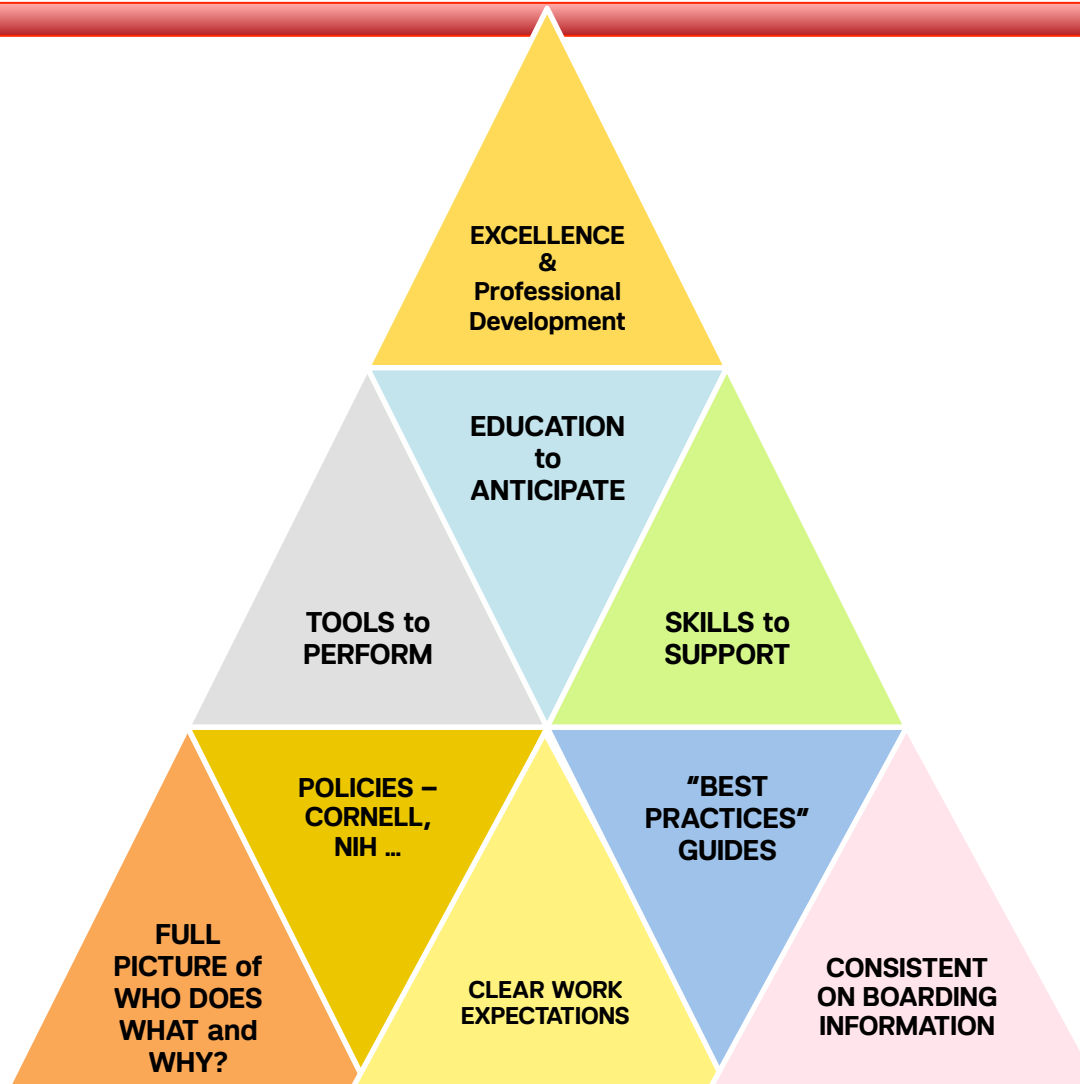 EXCELLENCE
&
Professional
Development
EDUCATION
to
ANTICIPATE
TOOLS to
PERFORM
SKILLS to
SUPPORT
POLICIES –
CORNELL,
NIH ...
"BEST
PRACTICES"
GUIDES
FULL
PICTURE of
WHO DOES
WHAT and
WHY?
CLEAR WORK
EXPECTATIONS
CONSISTENT
ON BOARDING
INFORMATION